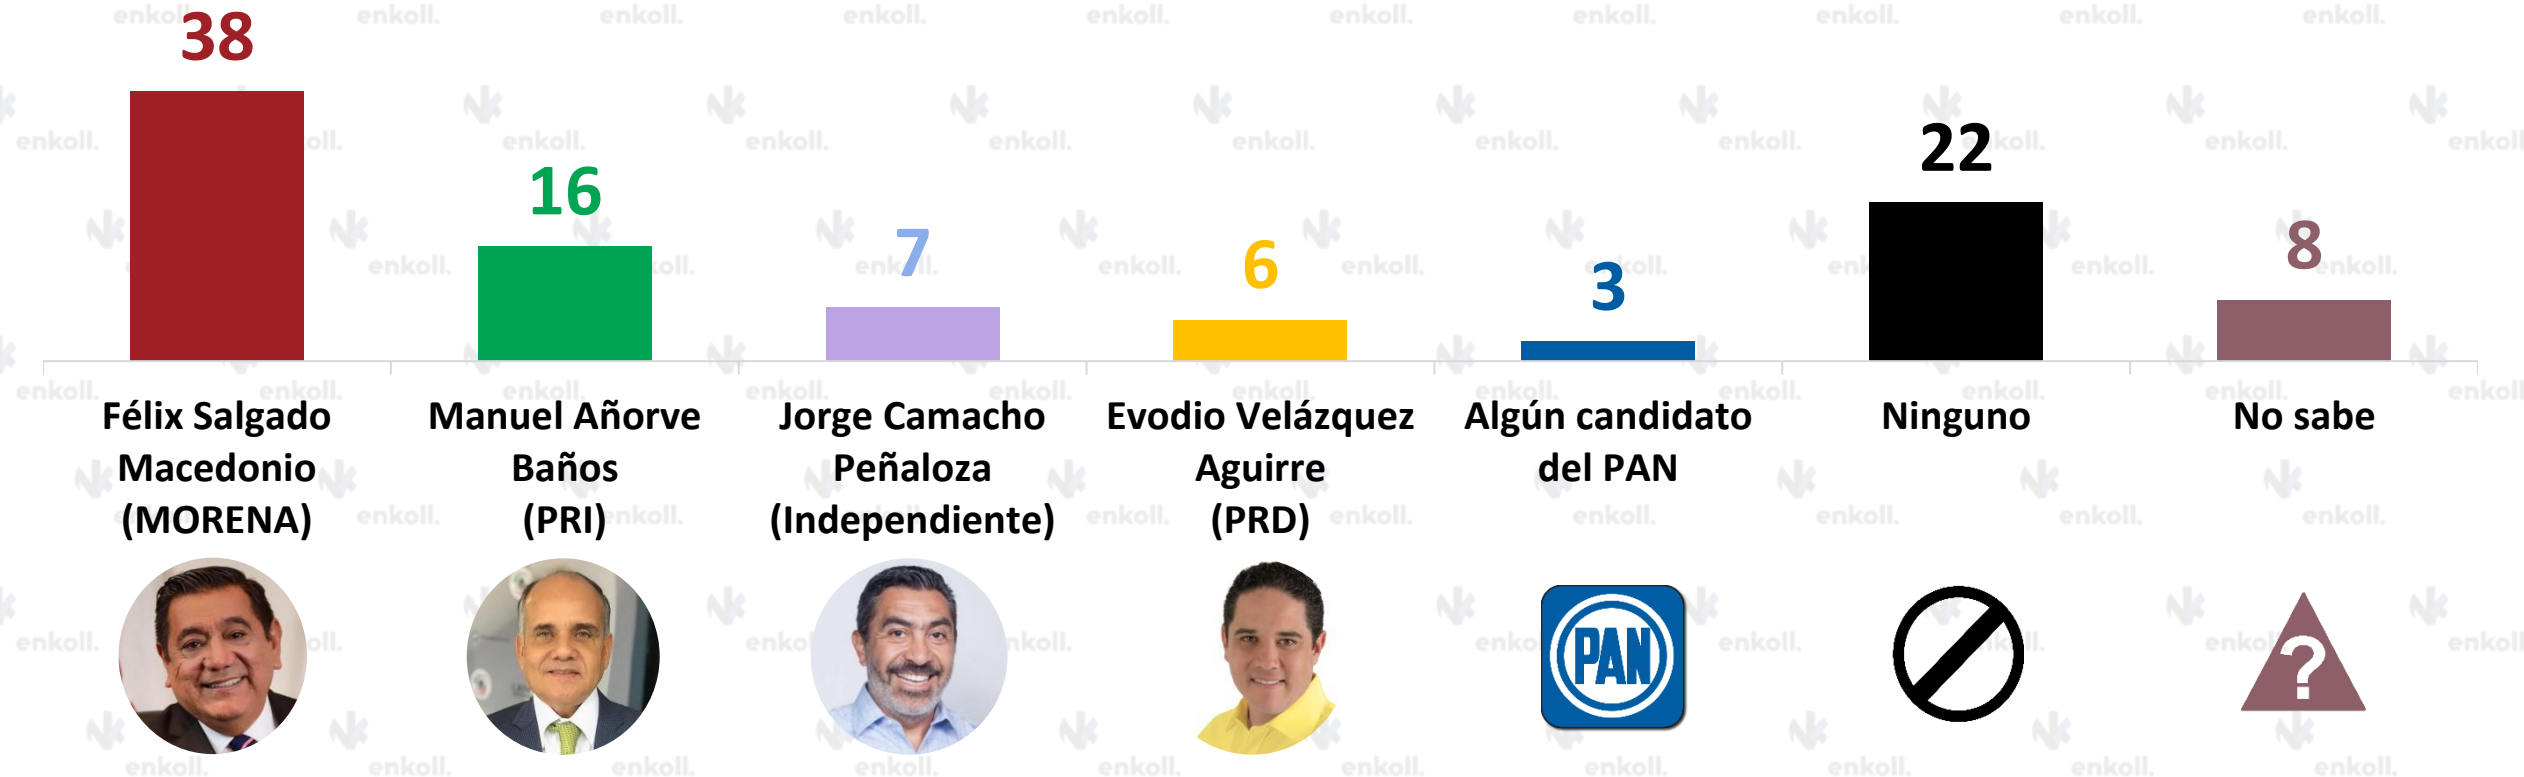 38
16
7
6
3
22
8
Félix Salgado
Macedonio
(MORENA)
Manuel Añorve
Baños
(PRI)
Jorge Camacho
Peñaloza
(Independiente)
Evodio Velázquez
Aguirre
(PRD)
Algún candidato
del PAN
Ninguno
No sabe
PAN
?
enkoll.